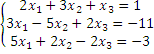 2x₁ + 3x₂ + x₃ = 1
3x₁ − 5x₂ + 2x₃ = −11
5x₁ + 2x₂ − 2x₃ = −3